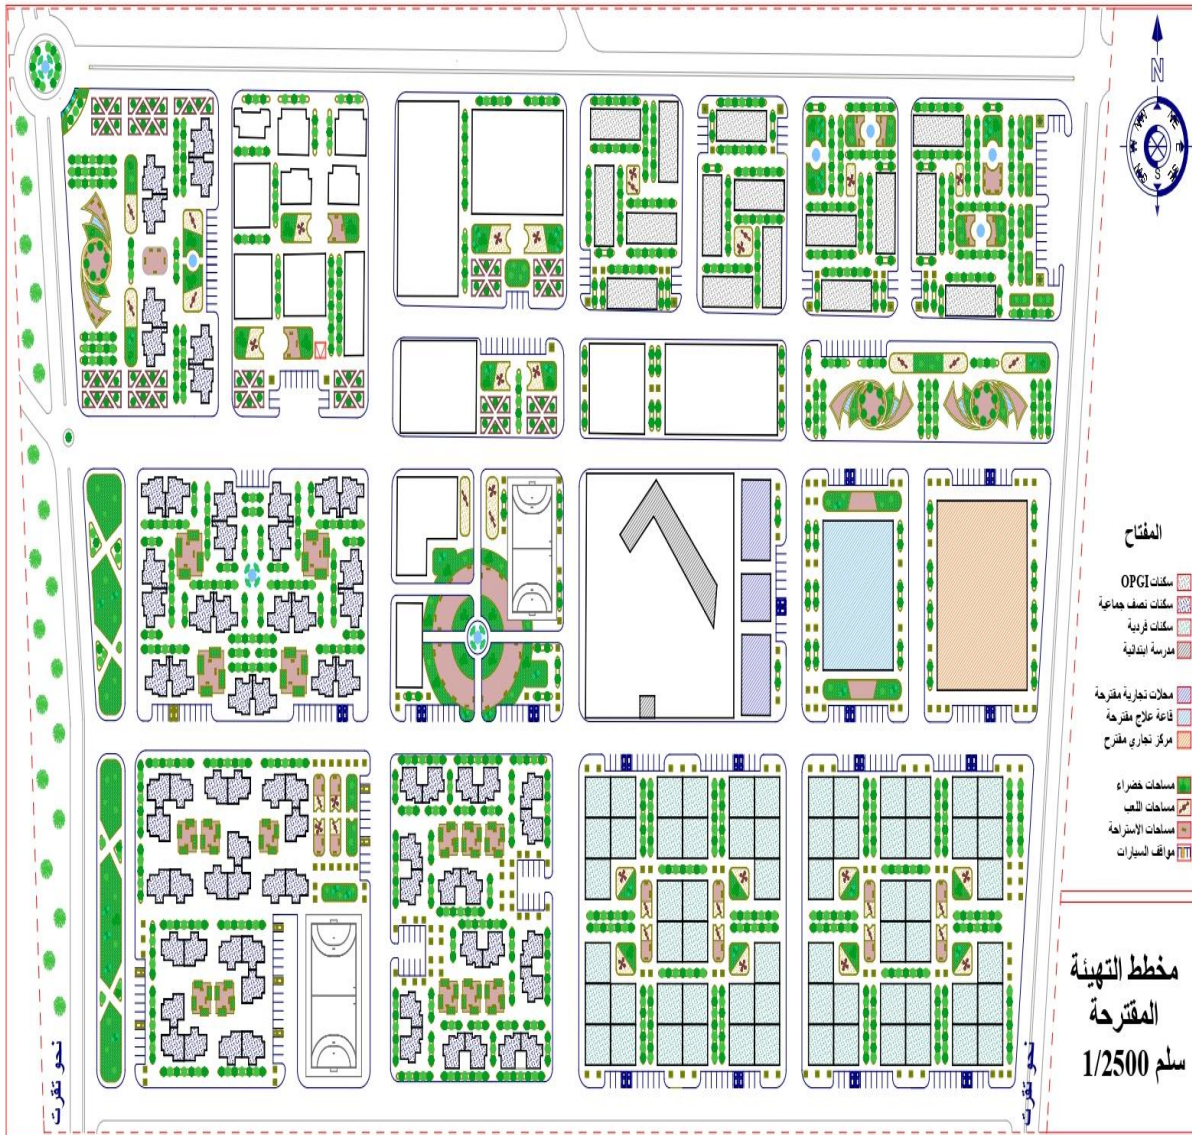 N
المفتاح
سكنات OPGI
سكنات نصف جماعية
سكنات فردية
مدرسة ابتدائية
محلات تجارية مقترحة
قاعة علاج مقترحة
مركز تجاري مقترح
مساحات خضراء
مساحات اللعب
مساحات الاستراحة
مواقف السيارات
مخطط التهيئة
المقترحة
سلم 1/2500
نحو تقرت
نحو تقرت